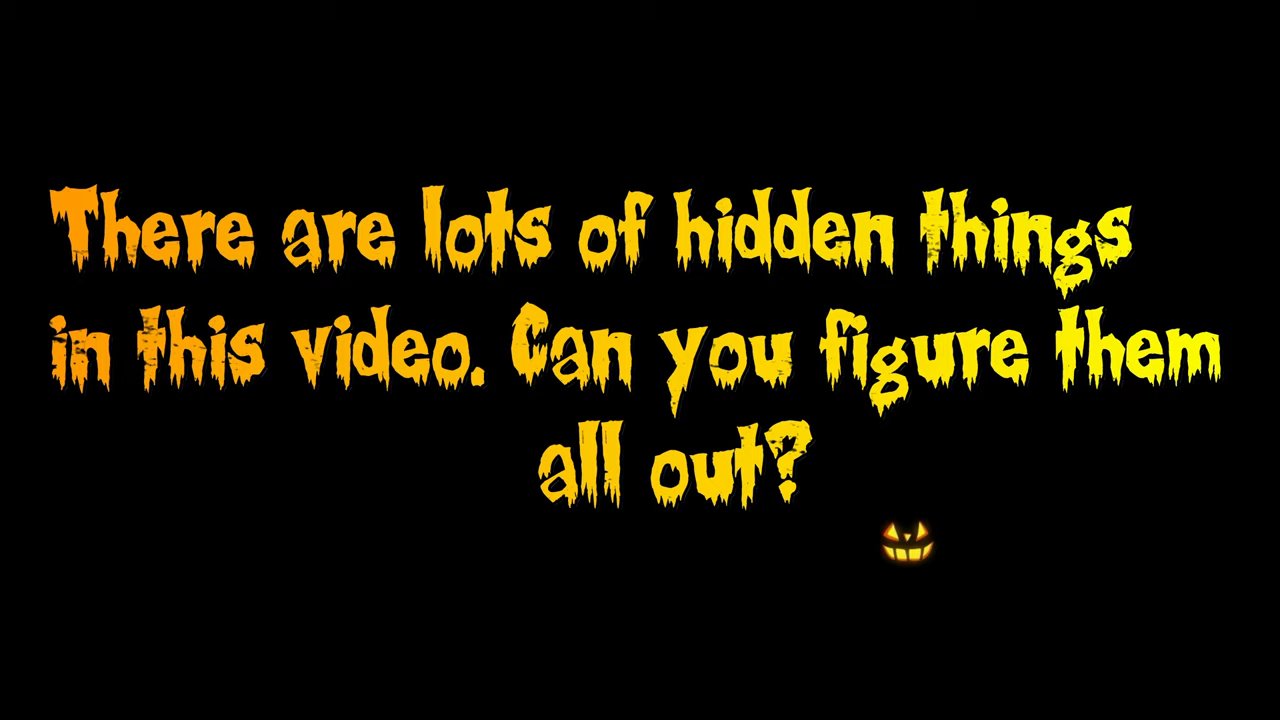 There are lots of hidden things
in this video. Can you figure them
all out?